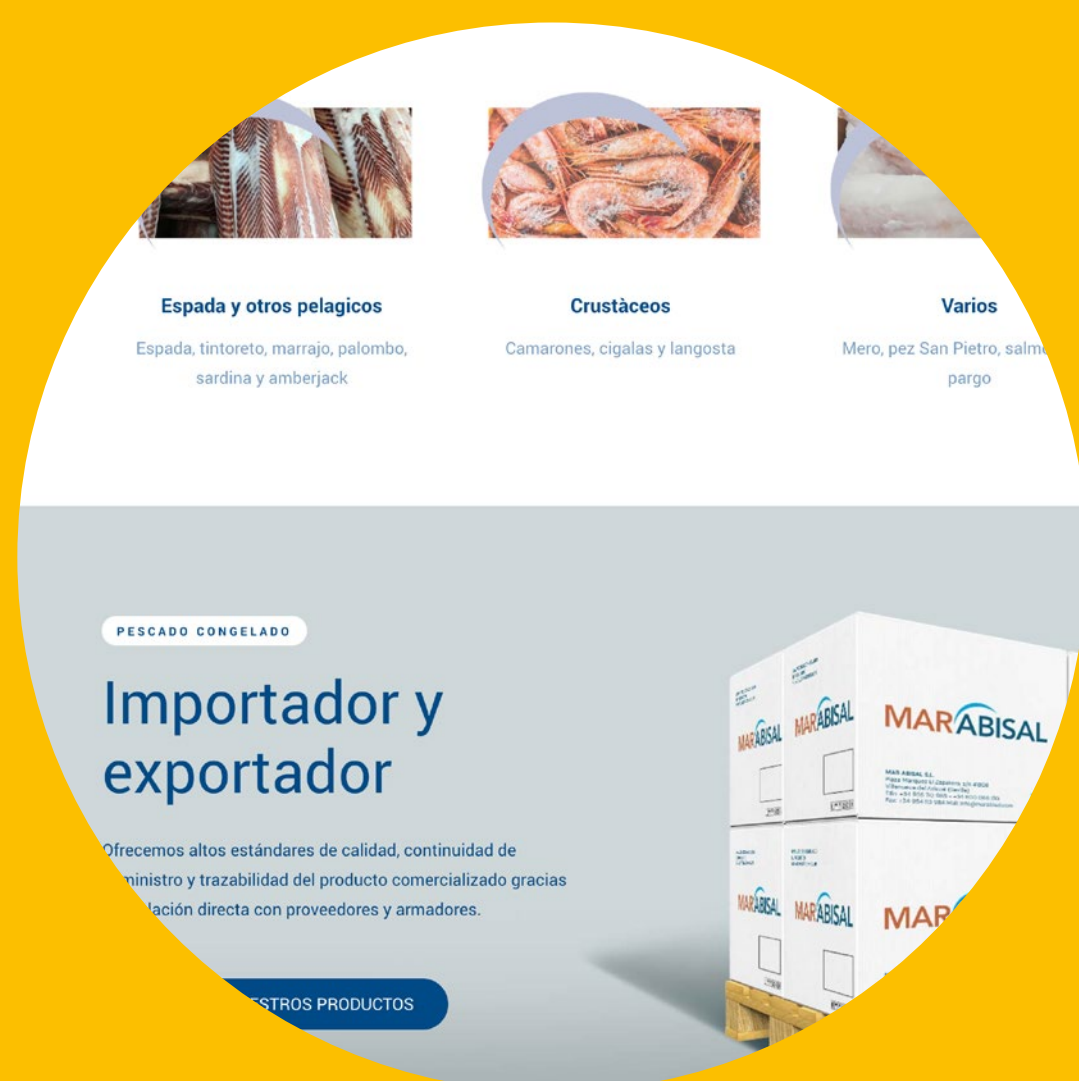 Espada y otros pelagicos
Espada, tintoreto, marrajo, palombo,
sardina y amberjack
Crustàceos
Camarones, cigalas y langosta
Varios
Mero, pez San Pietro, salm
pargo
PESCADO CONGELADO
Importador y
exportador
Ofrecemos altos estándares de calidad, continuidad de
ministro y trazabilidad del producto comercializado gracias
lación directa con proveedores y armadores.
ESTROS PRODUCTOS
MARABISAL
MARABISAL
MARABISAL
MAR ABISAL S.L.
MARABISAL
MARABISAL
MAR